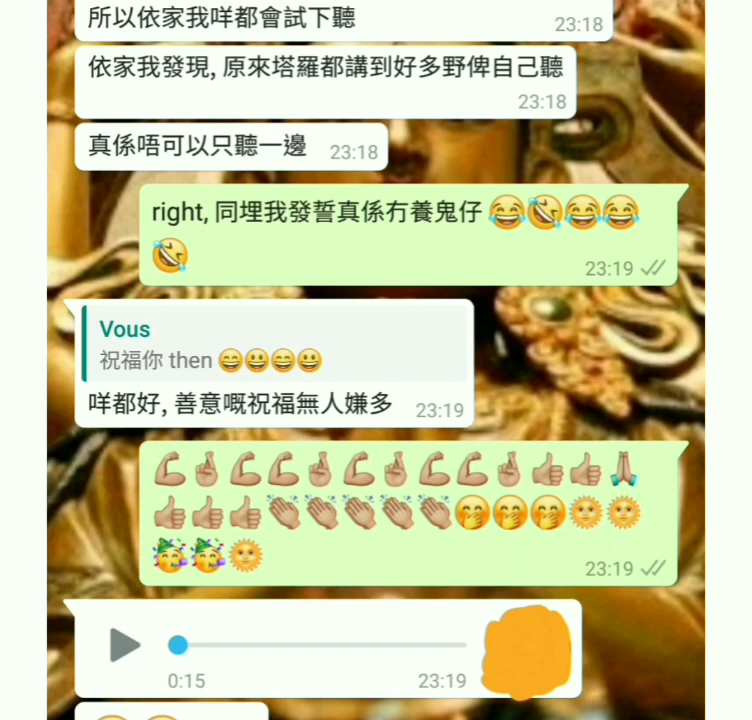 所以依家我咩都會試下聽
23:18
依家我發現, 原來塔羅都講到好多野俾自己聽
23:18
真係唔可以只聽一邊 23:18
right, 同埋我發誓真係冇養鬼仔 😂🤣😂😂
🤣
23:19
Vous
祝福你 then 😄😃😄😃
咩都好, 善意嘅祝福無人嫌多 23:19
💪🏼🤞🏼💪🏼💪🏼🤞🏼💪🏼🤞🏼💪🏼💪🏼🤞🏼👍🏼👍🏼🙏🏼
👍🏼👍🏼👍🏼👏🏼👏🏼👏🏼👏🏼👏🏼🤭🤭🤭🌞🌞
🥳🥳🌞
23:19
0:15 23:19